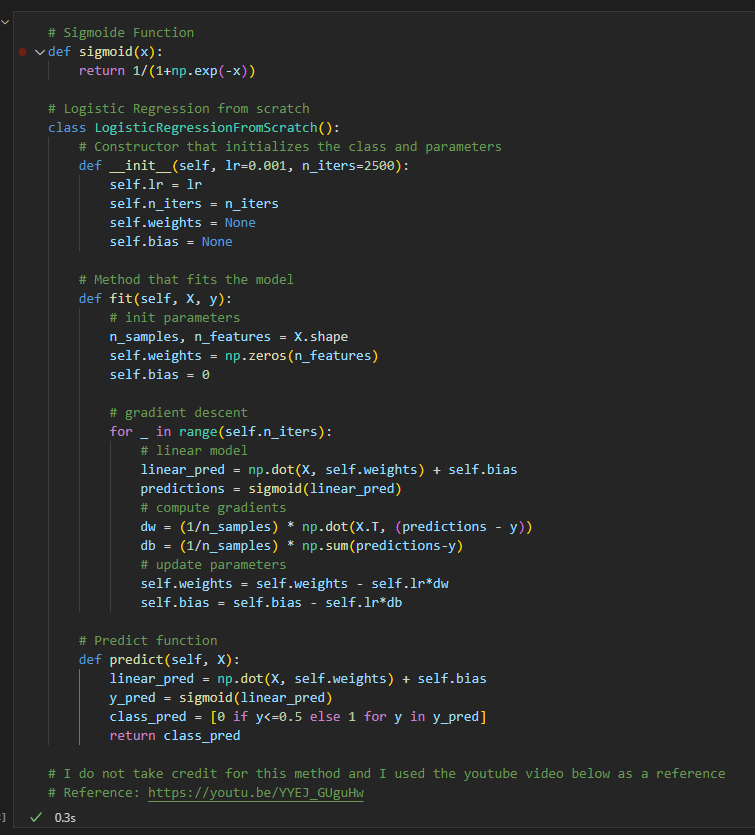 # Sigmoide Function
def sigmoid(x):
    return 1/(1+np.exp(-x))

# Logistic Regression from scratch
class LogisticRegressionFromScratch():
    # Constructor that initializes the class and parameters
    def __init__(self, lr=0.001, n_iters=2500):
        self.lr = lr
        self.n_iters = n_iters
        self.weights = None
        self.bias = None

    # Method that fits the model
    def fit(self, X, y):
        # init parameters
        n_samples, n_features = X.shape
        self.weights = np.zeros(n_features)
        self.bias = 0

        # gradient descent
        for _ in range(self.n_iters):
            # linear model
            linear_pred = np.dot(X, self.weights) + self.bias
            predictions = sigmoid(linear_pred)
            # compute gradients
            dw = (1/n_samples) * np.dot(X.T, (predictions - y))
            db = (1/n_samples) * np.sum(predictions-y)
            # update parameters
            self.weights = self.weights - self.lr*dw
            self.bias = self.bias - self.lr*db

    # Predict function
    def predict(self, X):
        linear_pred = np.dot(X, self.weights) + self.bias
        y_pred = sigmoid(linear_pred)
        class_pred = [0 if y<=0.5 else 1 for y in y_pred]
        return class_pred

# I do not take credit for this method and I used the youtube video below as a reference
# Reference: https://youtu.be/YYEJ_GUguHw
]
0.3s